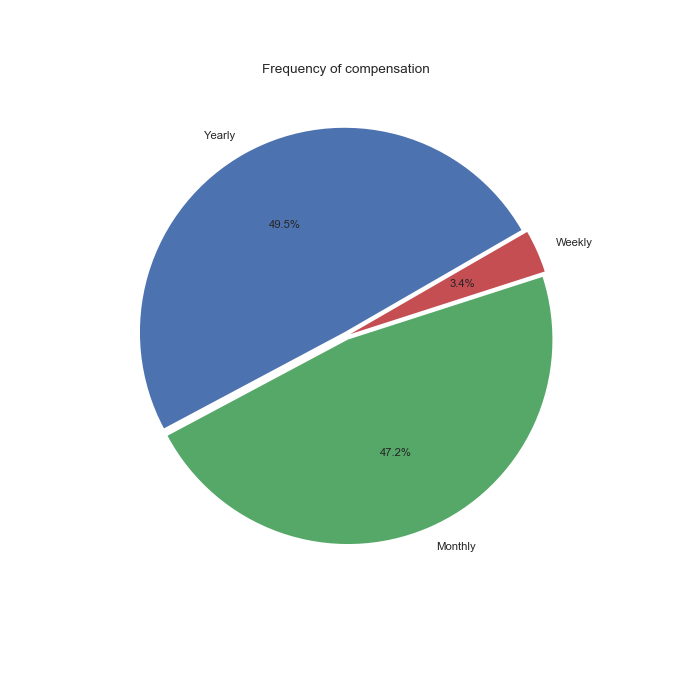 Frequency of compensation
Yearly
49.5%
Weekly
3.4%
47.2%
Monthly